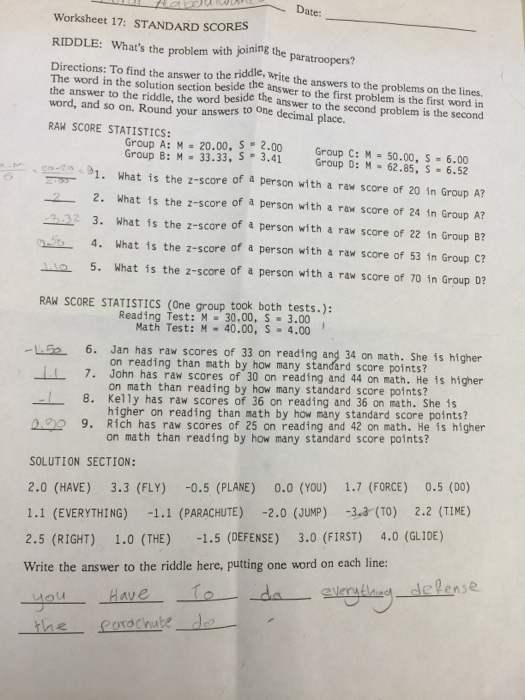 Date:
Worksheet 17: STANDARD SCORES
RIDDLE: What's the problem with joining the paratroopers?
Directions: To find the answer to the riddle, write the answers to the problems on the lines.
The word in the solution section beside the answer to the first problem is the first word in
the answer to the riddle, the word beside the answer to the second problem is the second
word, and so on. Round your answers to one decimal place.
RAW SCORE STATISTICS:
Group A: M = 20.00, S = 2.00 Group C: M = 50.00, S = 6.00
Group B: M = 33.33, S = 3.41 Group D: M = 62.85, S = 6.52
1. What is the z-score of a person with a raw score of 20 in Group A?
2 2. What is the z-score of a person with a raw score of 24 in Group A?
-3.32 3. What is the z-score of a person with a raw score of 22 in Group B?
0.50 4. What is the z-score of a person with a raw score of 53 in Group C?
1.10 5. What is the z-score of a person with a raw score of 70 in Group D?
RAW SCORE STATISTICS (One group took both tests.):
Reading Test: M = 30.00, S = 3.00
Math Test: M = 40.00, S = 4.00
-1.50 6. Jan has raw scores of 33 on reading and 34 on math. She is higher
on reading than math by how many standard score points?
1.1 7. John has raw scores of 30 on reading and 44 on math. He is higher
on math than reading by how many standard score points?
-1 8. Kelly has raw scores of 36 on reading and 36 on math. She is
higher on reading than math by how many standard score points?
9. Rich has raw scores of 25 on reading and 42 on math. He is higher
on math than reading by how many standard score points?
SOLUTION SECTION:
2.0 (HAVE) 3.3 (FLY) -0.5 (PLANE) 0.0 (YOU) 1.7 (FORCE) 0.5 (DO)
1.1 (EVERYTHING) -1.1 (PARACHUTE) -2.0 (JUMP) -3.3 (TO) 2.2 (TIME)
2.5 (RIGHT) 1.0 (THE) -1.5 (DEFENSE) 3.0 (FIRST) 4.0 (GLIDE)
Write the answer to the riddle here, putting one word on each line:
you Have To do everything defense
the parachute do